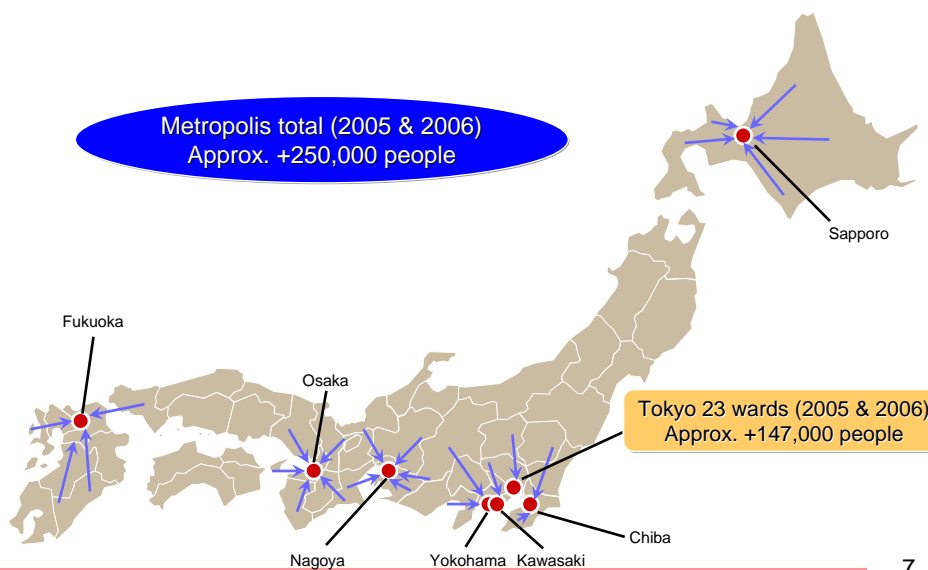 Metropolis total (2005 & 2006)
Approx. +250,000 people
Sapporo
Fukuoka
Osaka
Tokyo 23 wards (2005 & 2006)
Approx. +147,000 people
Chiba
Nagoya
Yokohama
Kawasaki
7